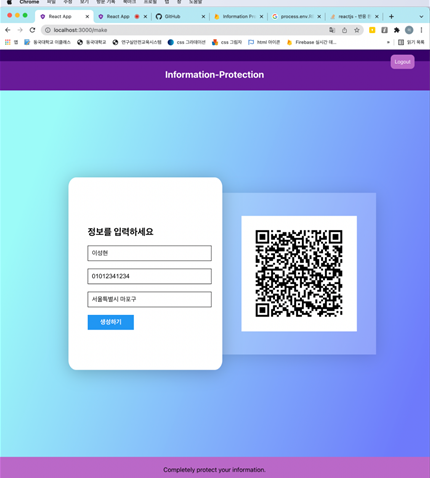 Chrome 파일 수정 보기 방문 기록 북마크 프로필 탭 창 도움말
React App
React App
GitHub
Information Pr
process.env.RE
reactjs - 번들
localhost:3000/make
앱
동국대학교 이클래스
동국대학교
연구실안전교육시스템
css 그라데이션
css 그림자
html 아이콘
Firebase 실시간 데...
읽기 목록
Logout
Information-Protection
정보를 입력하세요
이상현
01012341234
서울특별시 마포구
생성하기
Completely protect your information.